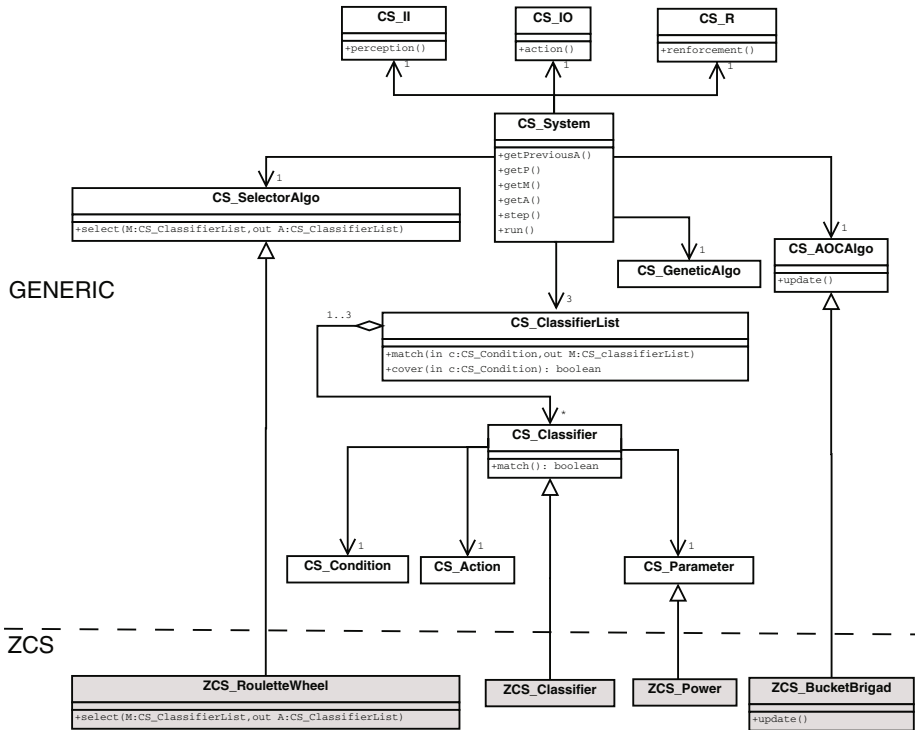 CS_II
+perception()
1
CS_IO
+action()
1
CS_R
+renforcement()
1
CS_System
+getPreviousA()
+getP()
+getM()
+getA()
+step()
+run()
1
CS_SelectorAlgo
+select(M:CS_ClassifierList,out A:CS_ClassifierList)
1
CS_GeneticAlgo
1
CS_AOCAlgo
+update()
GENERIC
3
1..3
CS_ClassifierList
+match(in c:CS_Condition,out M:CS_classifierList)
+cover(in c:CS_Condition): boolean
*
CS_Classifier
+match(): boolean
1
CS_Condition
1
CS_Action
1
CS_Parameter
ZCS
ZCS_RouletteWheel
+select(M:CS_ClassifierList,out A:CS_ClassifierList)
ZCS_Classifier
ZCS_Power
ZCS_BucketBrigad
+update()